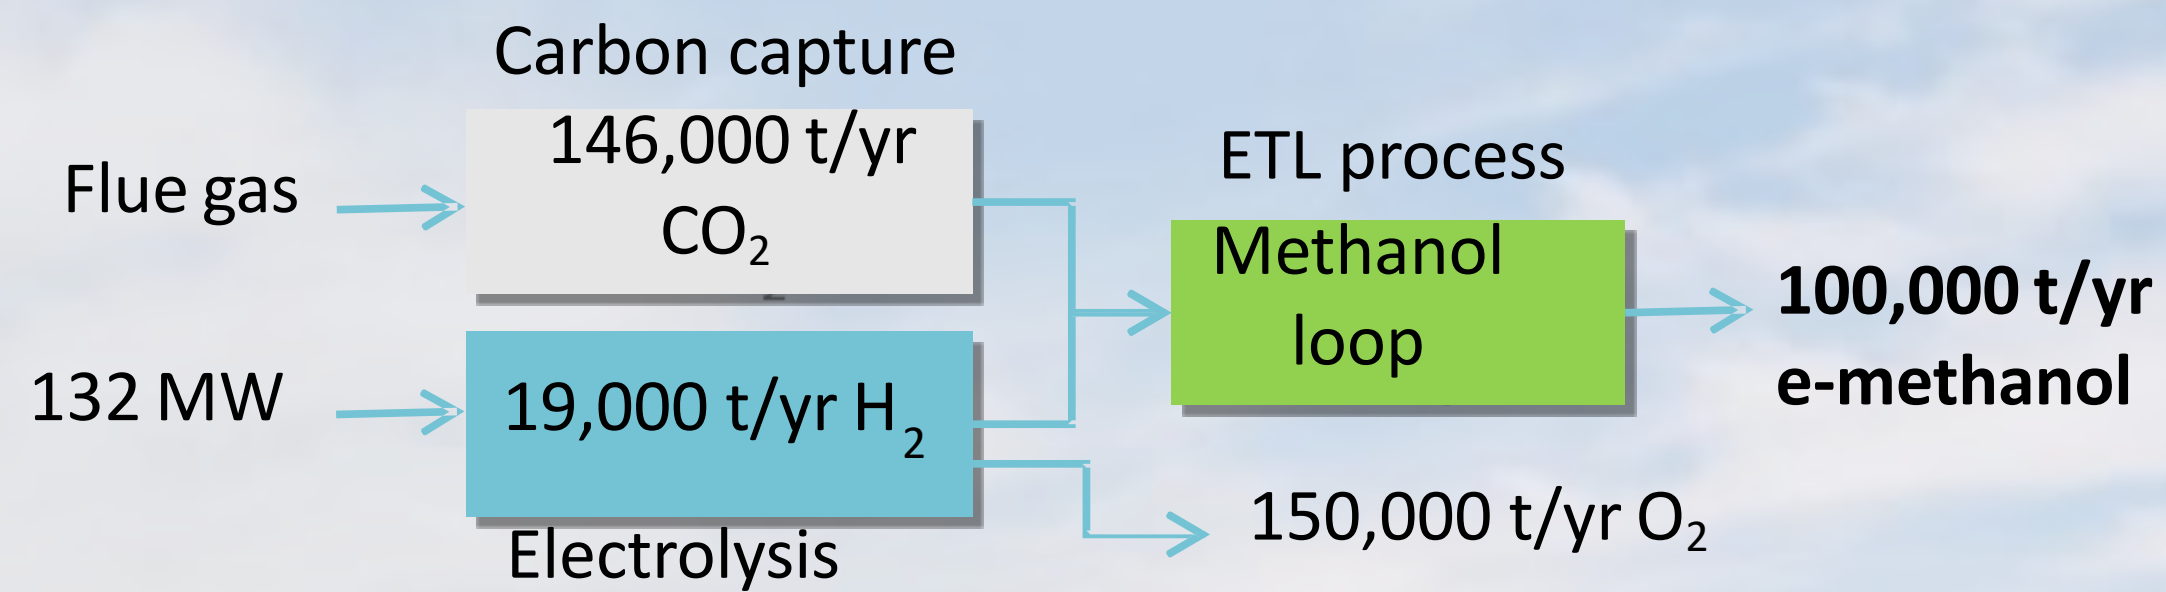 Carbon capture
146,000 t/yr
CO₂
Flue gas
ETL process
Methanol
loop
100,000 t/yr
e-methanol
132 MW
19,000 t/yr H₂
Electrolysis
150,000 t/yr O₂